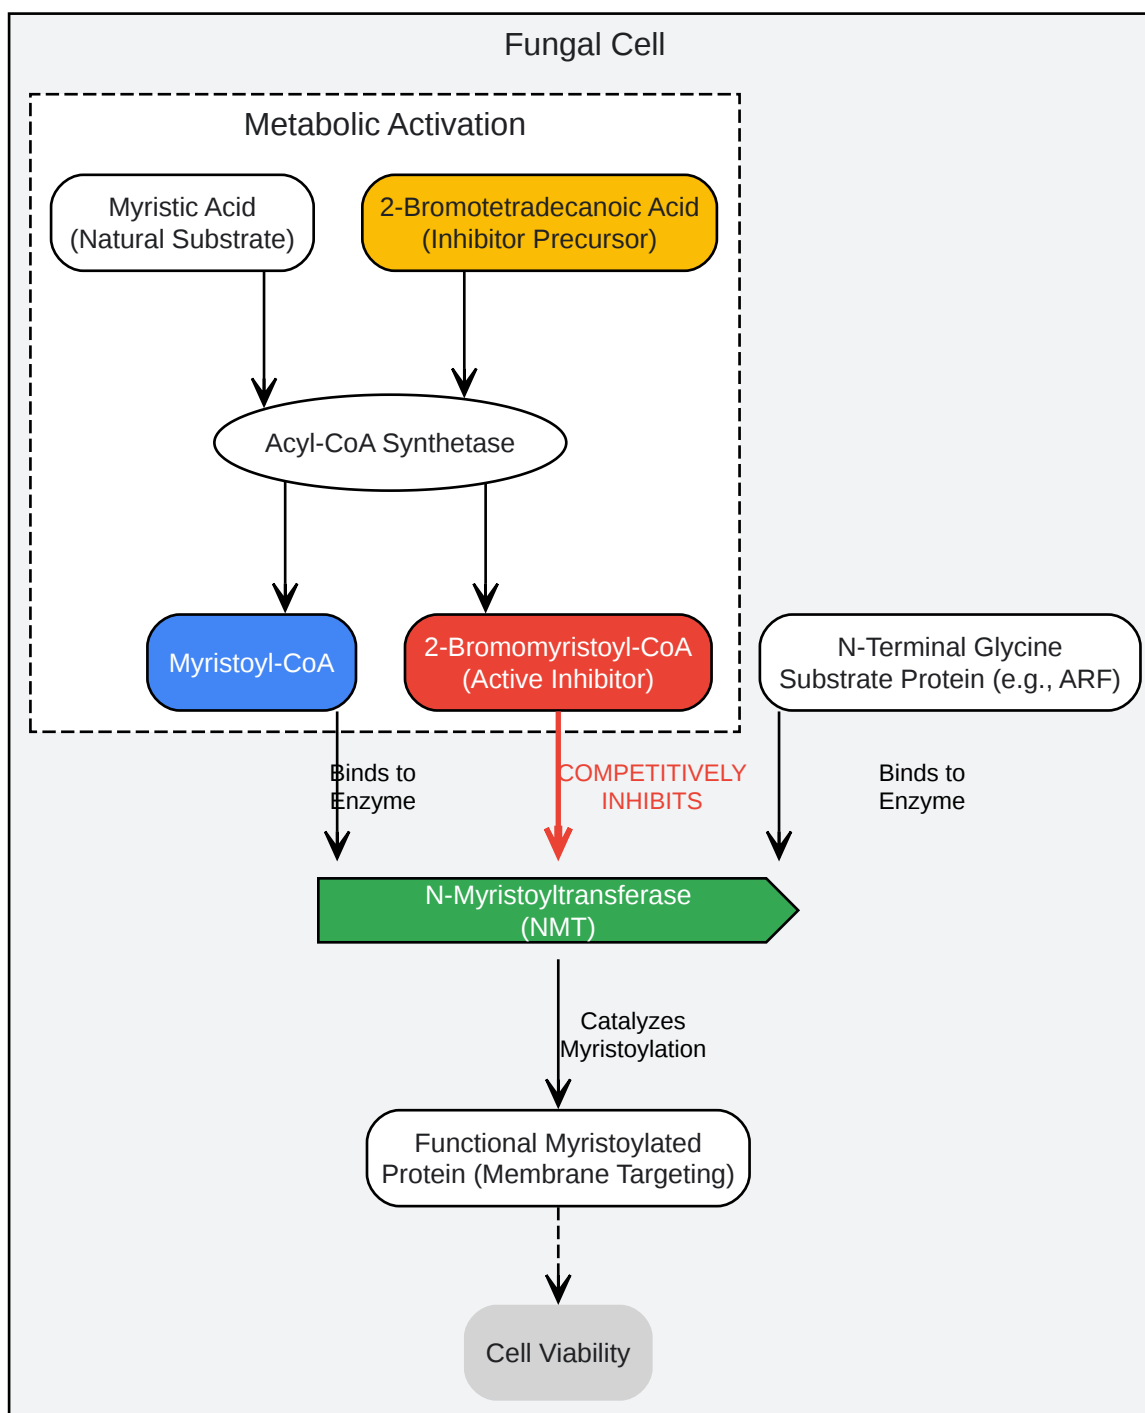 Fungal Cell
Metabolic Activation
Myristic Acid
(Natural Substrate)
2-Bromotetradecanoic Acid
(Inhibitor Precursor)
Acyl-CoA Synthetase
Myristoyl-CoA
2-Bromomyristoyl-CoA
(Active Inhibitor)
N-Terminal Glycine
Substrate Protein (e.g., ARF)
Binds to
Enzyme
COMPETITIVELY
INHIBITS
Binds to
Enzyme
N-Myristoyltransferase
(NMT)
Catalyzes
Myristoylation
Functional Myristoylated
Protein (Membrane Targeting)
Cell Viability